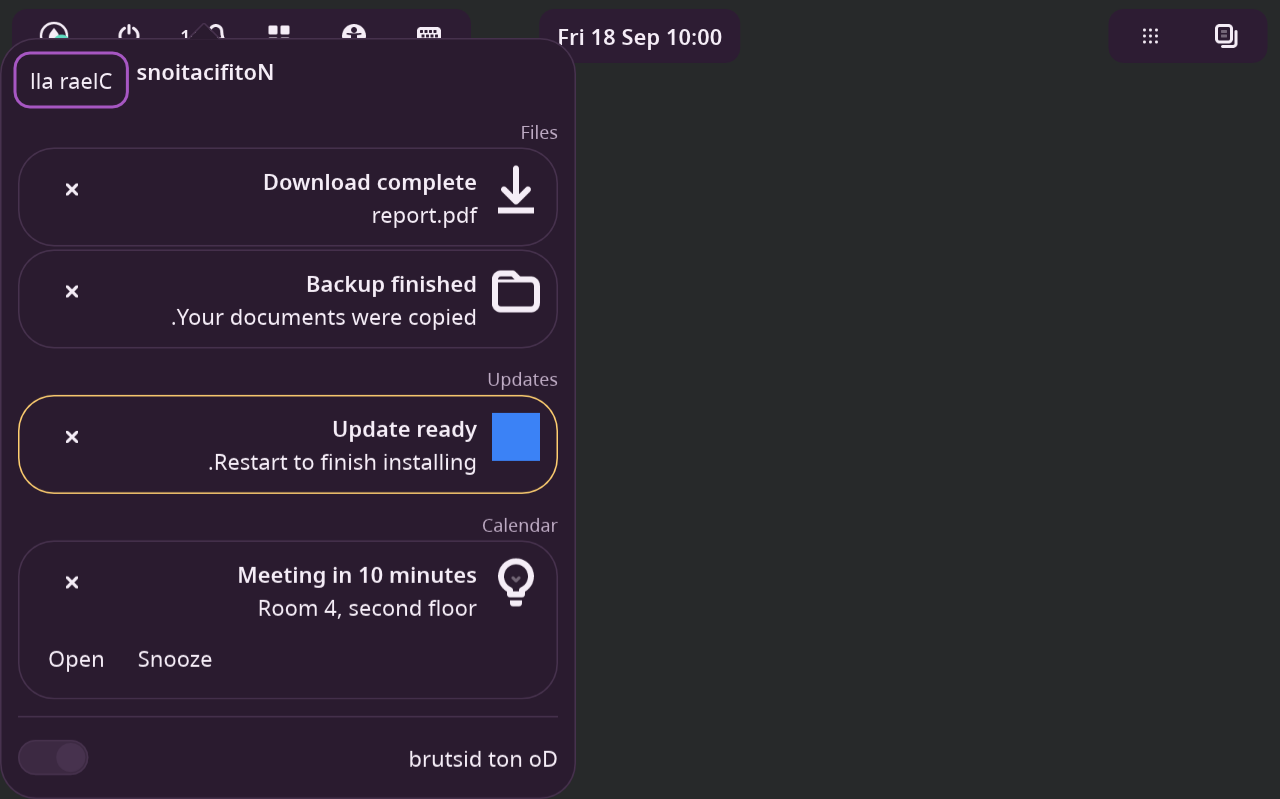 1
Fri 18 Sep 10:00
lla raelC
snoitacifitoN
Files
Download complete
report.pdf
Backup finished
.Your documents were copied
Updates
Update ready
.Restart to finish installing
Calendar
Meeting in 10 minutes
Room 4, second floor
Open
Snooze
brutsid ton oD